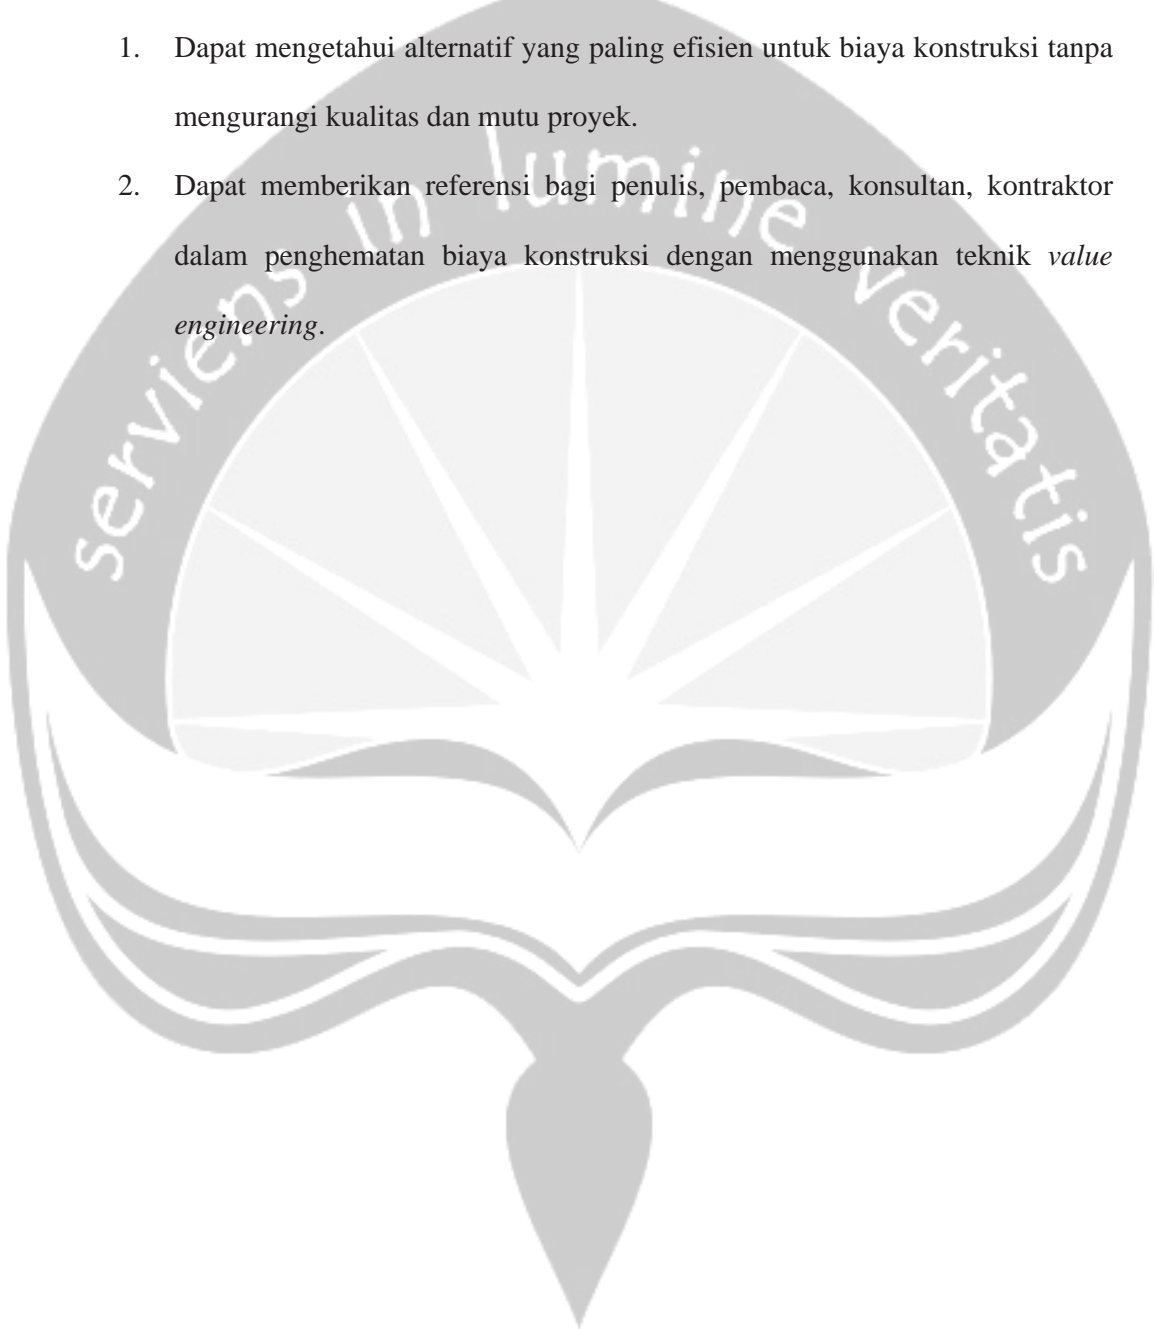 1. Dapat mengetahui alternatif yang paling efisien untuk biaya konstruksi tanpa
mengurangi kualitas dan mutu proyek.
2. Dapat memberikan referensi bagi penulis, pembaca, konsultan, kontraktor
dalam penghematan biaya konstruksi dengan menggunakan teknik value
engineering.
serviens in lumine veritatis